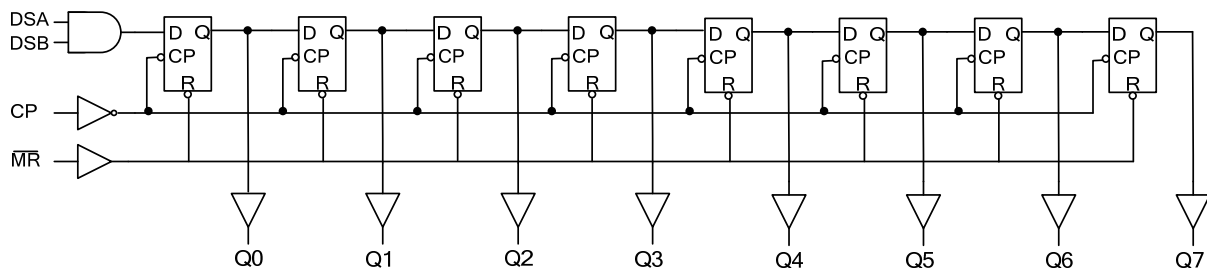 DSA
DSB
D Q D Q D Q D Q D Q D Q D Q D Q
CP CP CP CP CP CP CP CP
R R R R R R R R
CP
M̅R̅
Q0 Q1 Q2 Q3 Q4 Q5 Q6 Q7